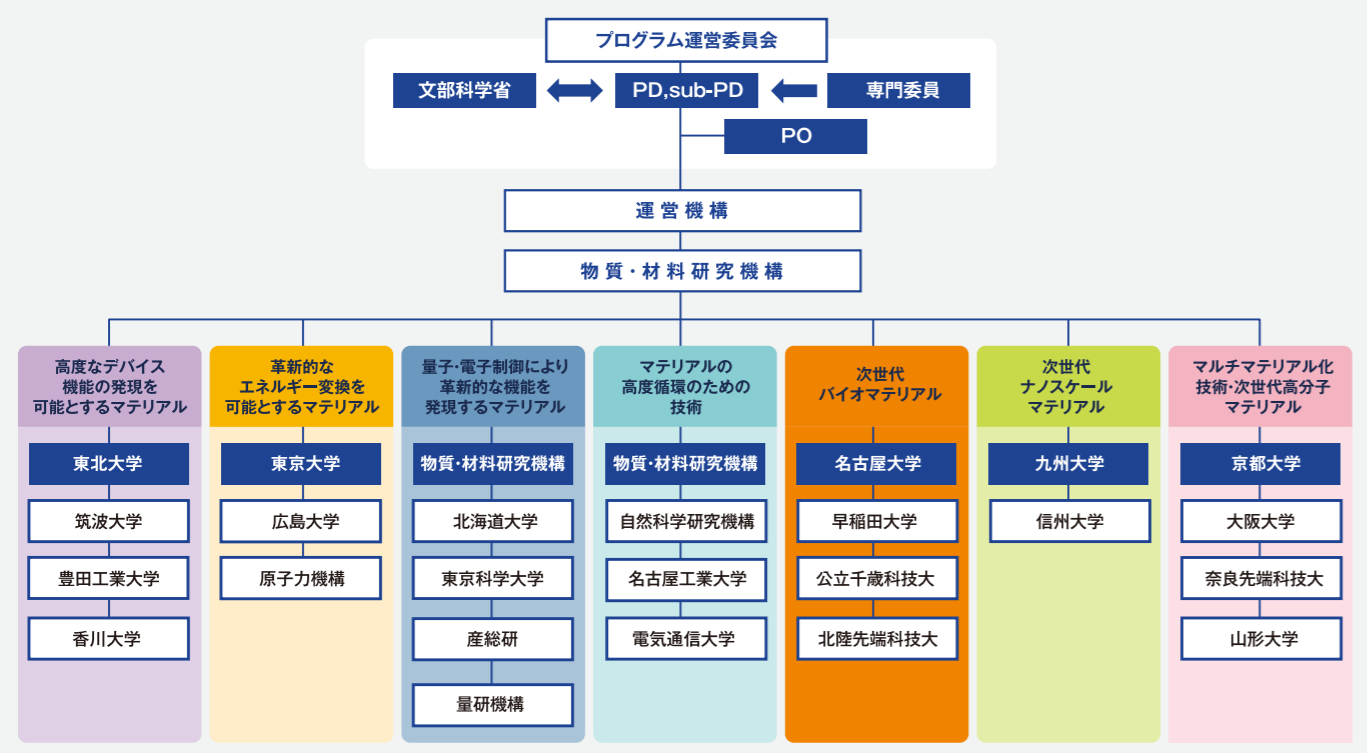 プログラム運営委員会
文部科学省
PD,sub-PD
専門委員
PO
運営機構
物質・材料研究機構
高度なデバイス
機能の発現を
可能とするマテリアル
東北大学
筑波大学
豊田工業大学
香川大学
革新的な
エネルギー変換を
可能とするマテリアル
東京大学
広島大学
原子力機構
量子・電子制御により
革新的な機能を
発現するマテリアル
物質・材料研究機構
北海道大学
東京科学大学
産総研
量研機構
マテリアルの
高度循環のための
技術
物質・材料研究機構
自然科学研究機構
名古屋工業大学
電気通信大学
次世代
バイオマテリアル
名古屋大学
早稲田大学
公立千歳科技大
北陸先端科技大
次世代
ナノスケール
マテリアル
九州大学
信州大学
マルチマテリアル化
技術・次世代高分子
マテリアル
京都大学
大阪大学
奈良先端科技大
山形大学